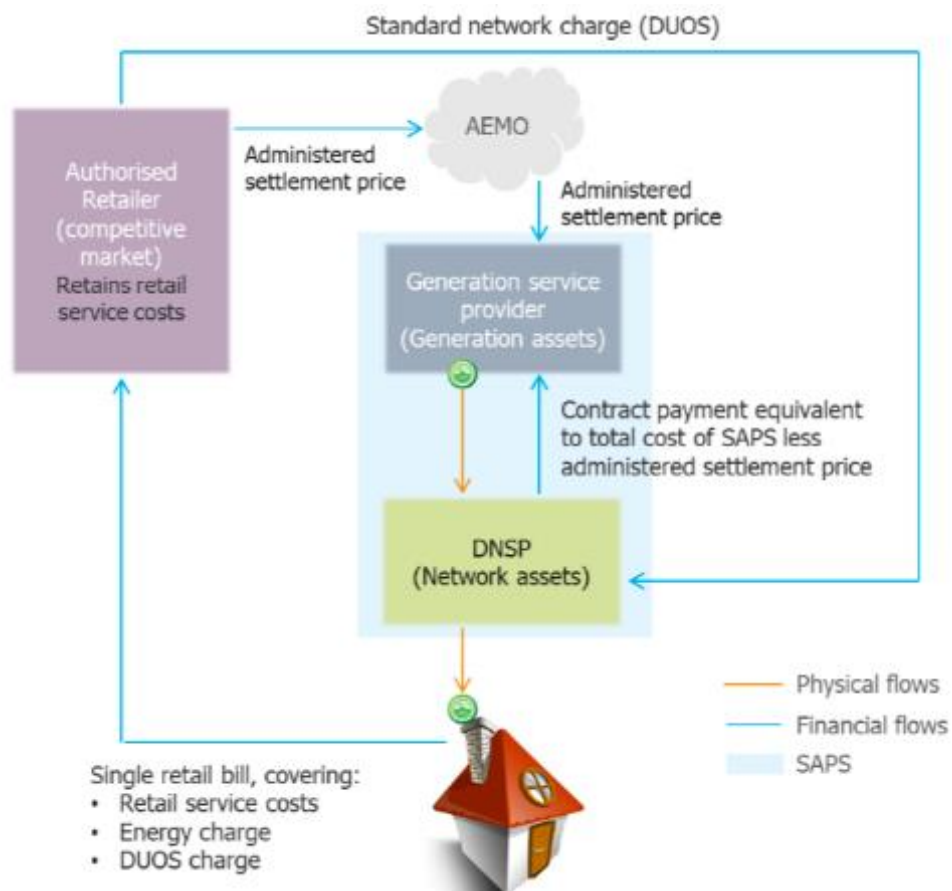 Standard network charge (DUOS)
AEMO
Authorised
Retailer
(competitive
market)
Retains retail
service costs
Administered
settlement price
Administered
settlement price
Generation service
provider
(Generation assets)
Contract payment equivalent
to total cost of SAPS less
administered settlement price
DNSP
(Network assets)
Physical flows
Financial flows
SAPS
Single retail bill, covering:
• Retail service costs
• Energy charge
• DUOS charge